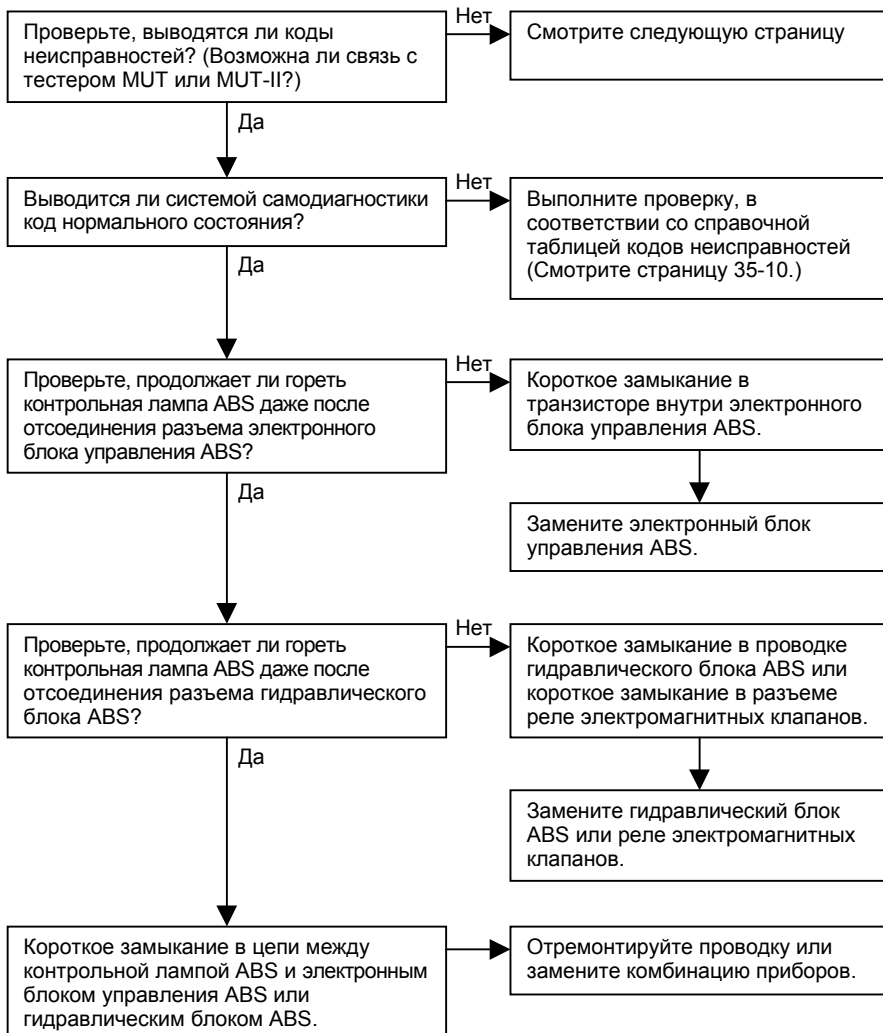 Проверьте, выводятся ли коды
неисправностей? (Возможна ли связь с
тестером MUT или MUT-II?)
Нет
Смотрите следующую страницу
Да
Выводится ли системой самодиагностики
код нормального состояния?
Нет
Выполните проверку, в
соответствии со справочной
таблицей кодов неисправностей
(Смотрите страницу 35-10.)
Да
Проверьте, продолжает ли гореть
контрольная лампа ABS даже после
отсоединения разъема электронного
блока управления ABS?
Нет
Короткое замыкание в
транзисторе внутри электронного
блока управления ABS.
Да
Замените электронный блок
управления ABS.
Проверьте, продолжает ли гореть
контрольная лампа ABS даже после
отсоединения разъема гидравлического
блока ABS?
Нет
Короткое замыкание в проводке
гидравлического блока ABS или
короткое замыкание в разъеме
реле электромагнитных клапанов.
Да
Замените гидравлический блок
ABS или реле электромагнитных
клапанов.
Короткое замыкание в цепи между
контрольной лампой ABS и электронным
блоком управления ABS или
гидравлическим блоком ABS.
Отремонтируйте проводку или
замените комбинацию приборов.